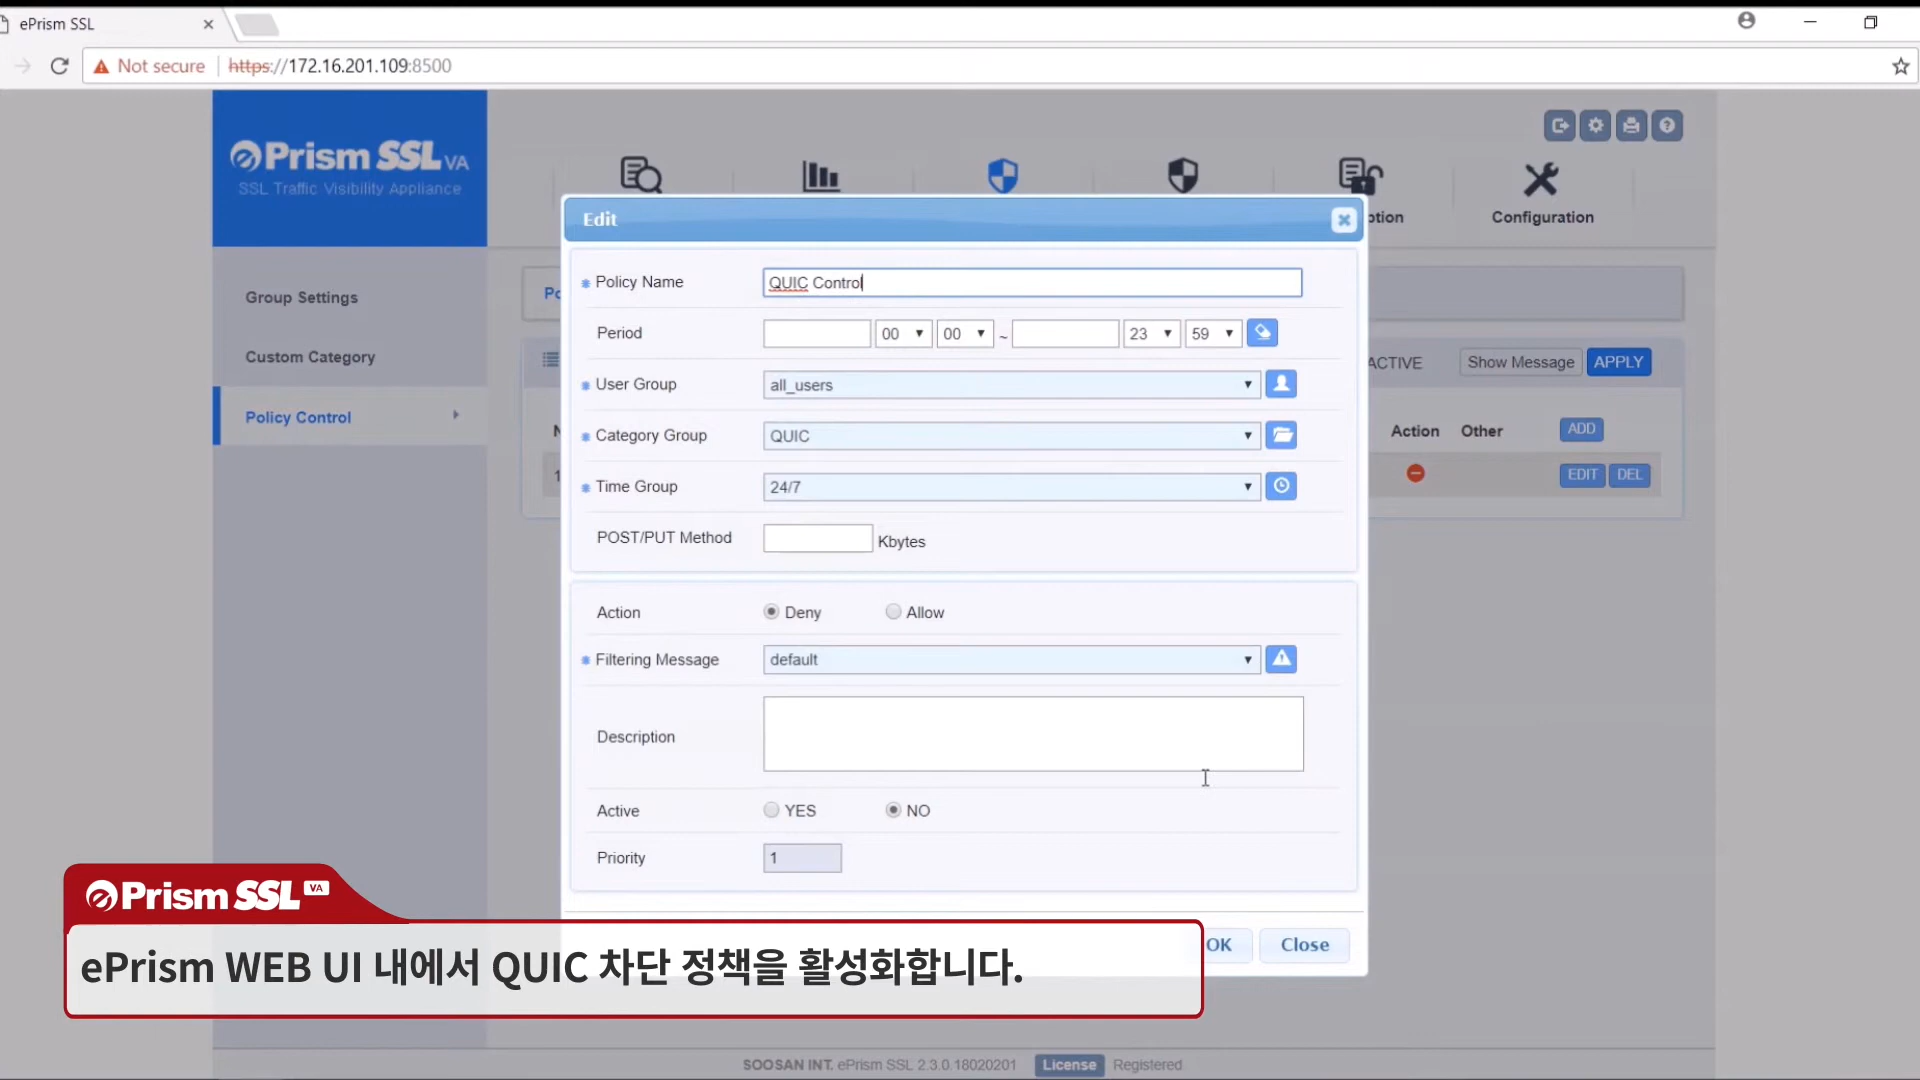 ePrism SSL
Not secure https://172.16.201.109:8500
ePrism SSL VA
SSL Traffic Visibility Appliance
ption
Configuration
Group Settings
Custom Category
Policy Control
Po
ACTIVE Show Message APPLY
N Action Other ADD
1 EDIT DEL
Edit
Policy Name QUIC Control
Period 00 00 ~ 23 59
User Group all_users
Category Group QUIC
Time Group 24/7
POST/PUT Method Kbytes
Action Deny Allow
Filtering Message default
Description
Active YES NO
Priority 1
OK Close
ePrism SSL VA
ePrism WEB UI 내에서 QUIC 차단 정책을 활성화합니다.
SOOSAN INT. ePrism SSL 2.3.0.18020201 License Registered